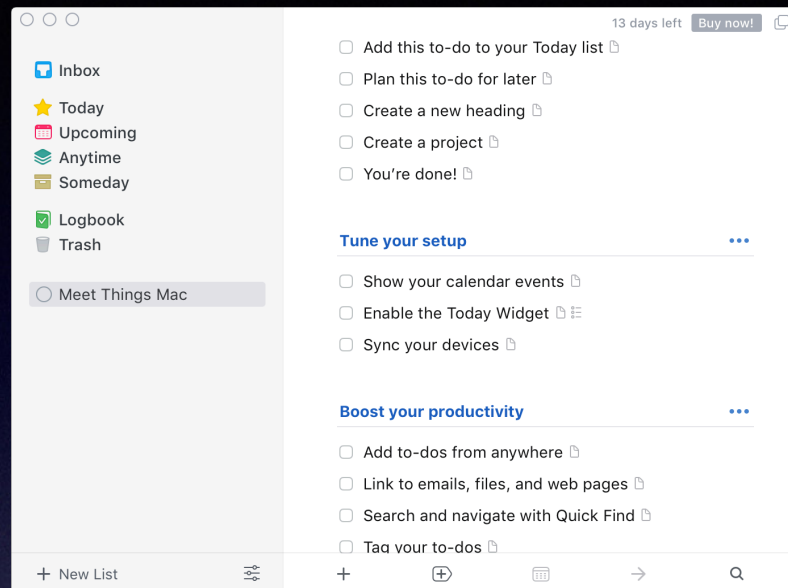 13 days left Buy now!
Inbox
Today
Upcoming
Anytime
Someday
Logbook
Trash
Meet Things Mac
New List
Add this to-do to your Today list
Plan this to-do for later
Create a new heading
Create a project
You’re done!
Tune your setup
Show your calendar events
Enable the Today Widget
Sync your devices
Boost your productivity
Add to-dos from anywhere
Link to emails, files, and web pages
Search and navigate with Quick Find
Tag your to-dos